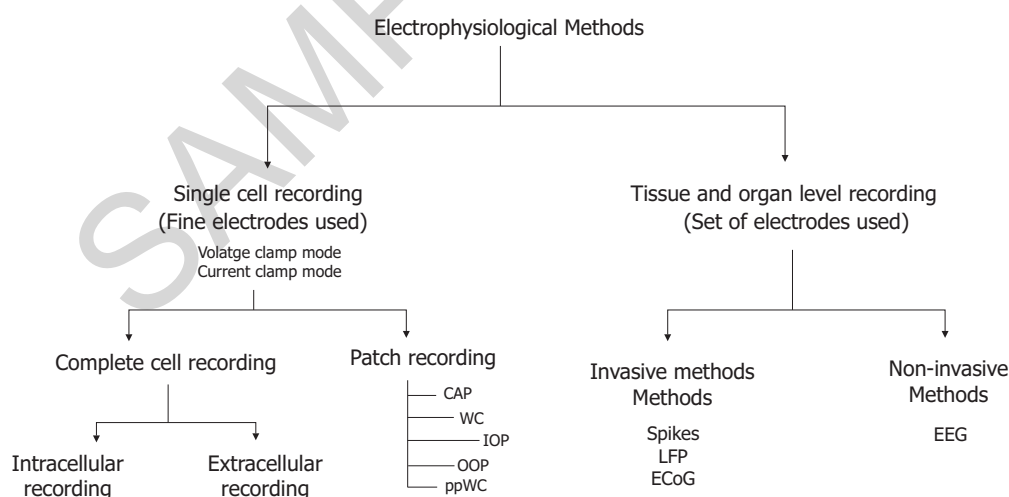 Electrophysiological Methods
Single cell recording
(Fine electrodes used)
Volatge clamp mode
Current clamp mode
Tissue and organ level recording
(Set of electrodes used)
Complete cell recording
Patch recording
CAP
WC
IOP
OOP
ppWC
Intracellular
recording
Extracellular
recording
Invasive methods
Methods
Spikes
LFP
ECoG
Non-invasive
Methods
EEG